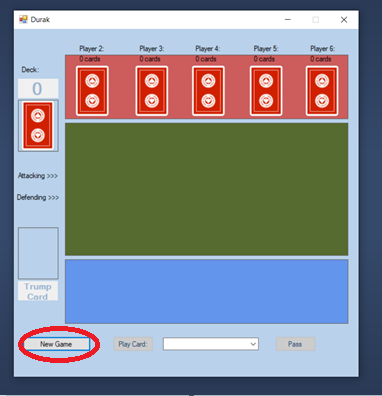 Durak
Player 2: Player 3: Player 4: Player 5: Player 6:
0 cards 0 cards 0 cards 0 cards 0 cards
Deck:
0
Attacking >>>
Defending >>>
Trump
Card
New Game Play Card: Pass